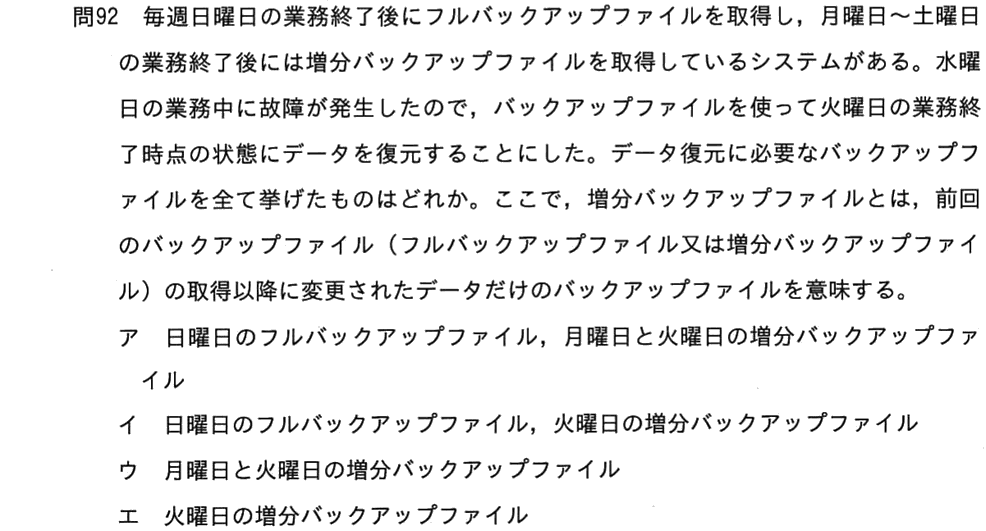 問92　毎週日曜日の業務終了後にフルバックアップファイルを取得し，月曜日～土曜日
の業務終了後には増分バックアップファイルを取得しているシステムがある。水曜
日の業務中に故障が発生したので，バックアップファイルを使って火曜日の業務終
了時点の状態にデータを復元することにした。データ復元に必要なバックアップフ
ァイルを全て挙げたものはどれか。ここで，増分バックアップファイルとは，前回
のバックアップファイル（フルバックアップファイル又は増分バックアップファイ
ル）の取得以降に変更されたデータだけのバックアップファイルを意味する。
ア　日曜日のフルバックアップファイル，月曜日と火曜日の増分バックアップファ
イル
イ　日曜日のフルバックアップファイル，火曜日の増分バックアップファイル
ウ　月曜日と火曜日の増分バックアップファイル
エ　火曜日の増分バックアップファイル